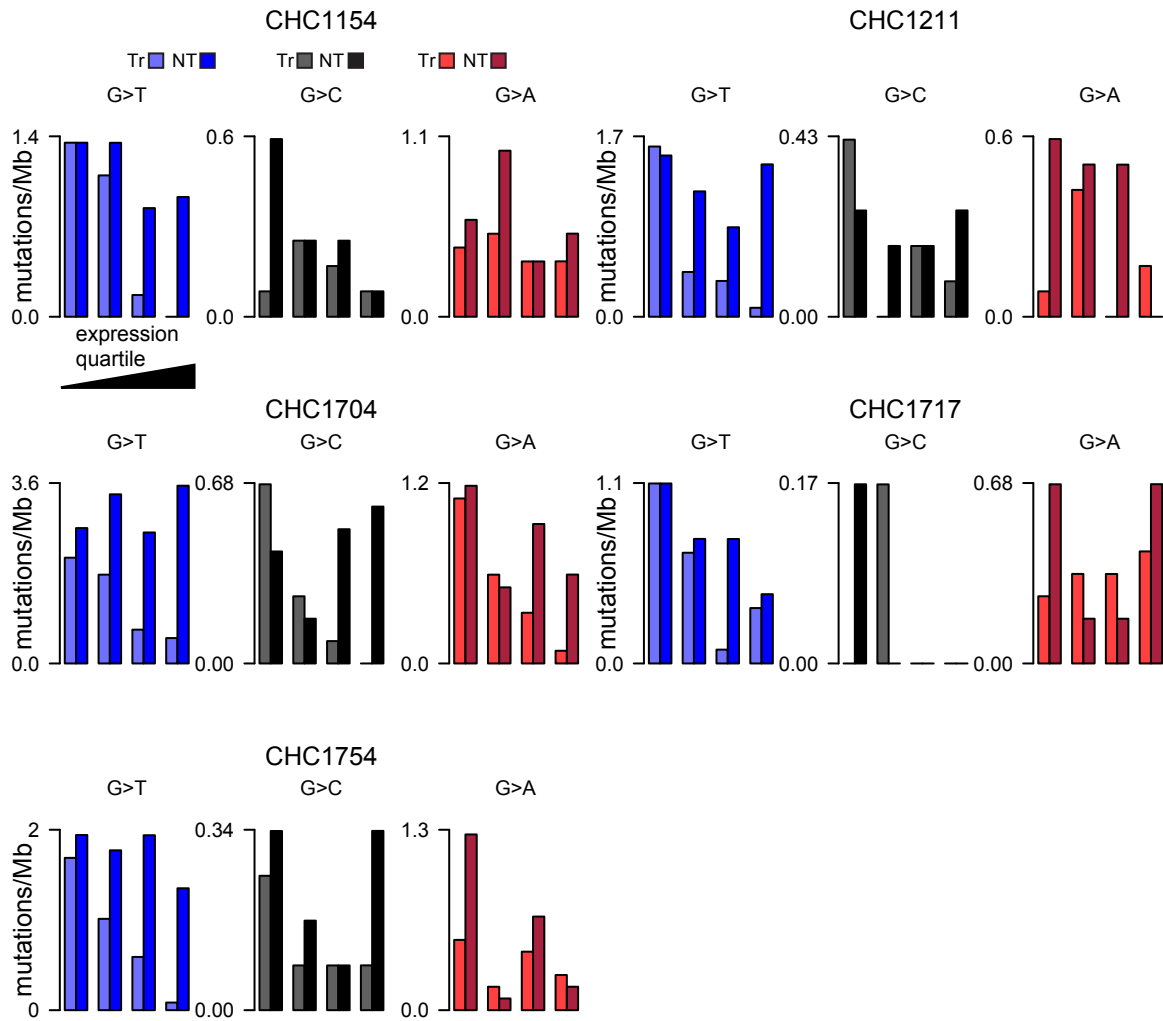 CHC1154 CHC1211
Tr NT Tr NT Tr NT
G>T G>C G>A G>T G>C G>A
1.4 0.6 1.1 1.7 0.43 0.6
mutations/Mb mutations/Mb
0.0 0.0 0.0 0.0 0.00 0.0
expression
quartile
CHC1704 CHC1717
G>T G>C G>A G>T G>C G>A
3.6 0.68 1.2 1.1 0.17 0.68
mutations/Mb mutations/Mb
0.0 0.00 0.0 0.0 0.00 0.00
CHC1754
G>T G>C G>A
2 0.34 1.3
mutations/Mb
0 0.00 0.0